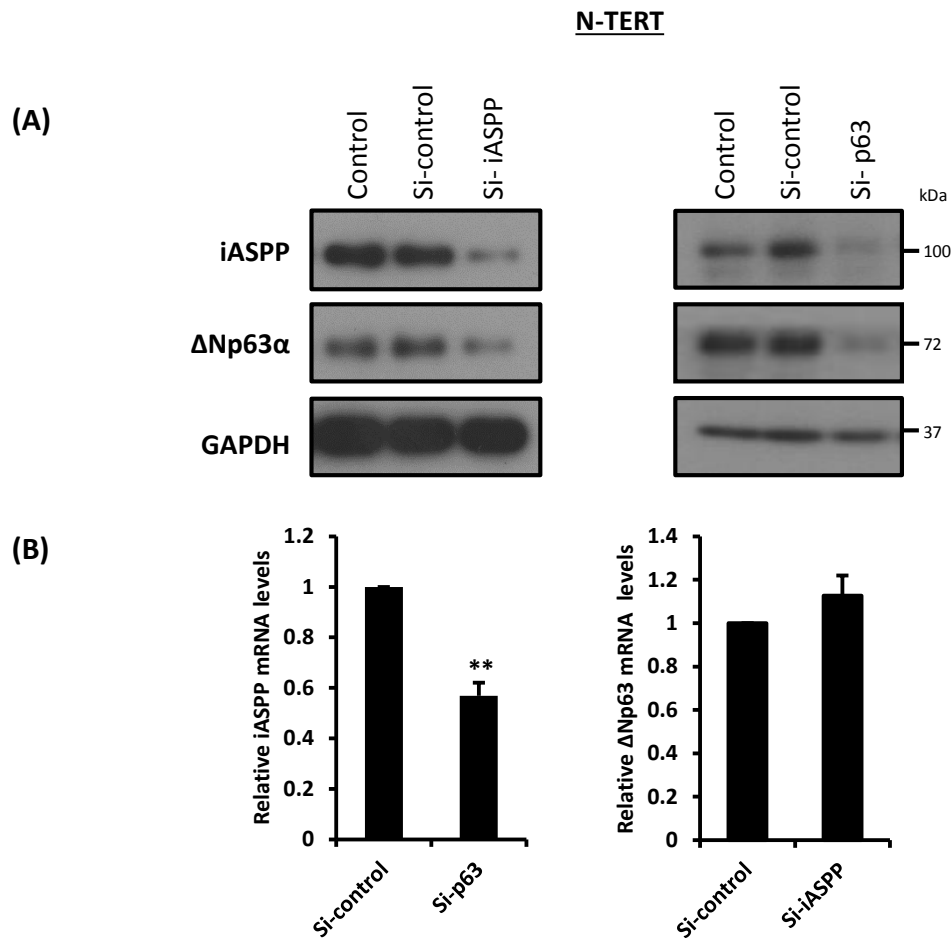 N-TERT
(A)
Control
Si-control
Si- iASPP
Control
Si-control
Si- p63
kDa
iASPP
100
ΔNp63α
72
GAPDH
37
(B)
Relative iASPP mRNA levels
1.2
1
0.8
0.6
0.4
0.2
0
**
Si-control
Si-p63
Relative ΔNp63 mRNA levels
1.4
1.2
1
0.8
0.6
0.4
0.2
0
Si-control
Si-iASPP